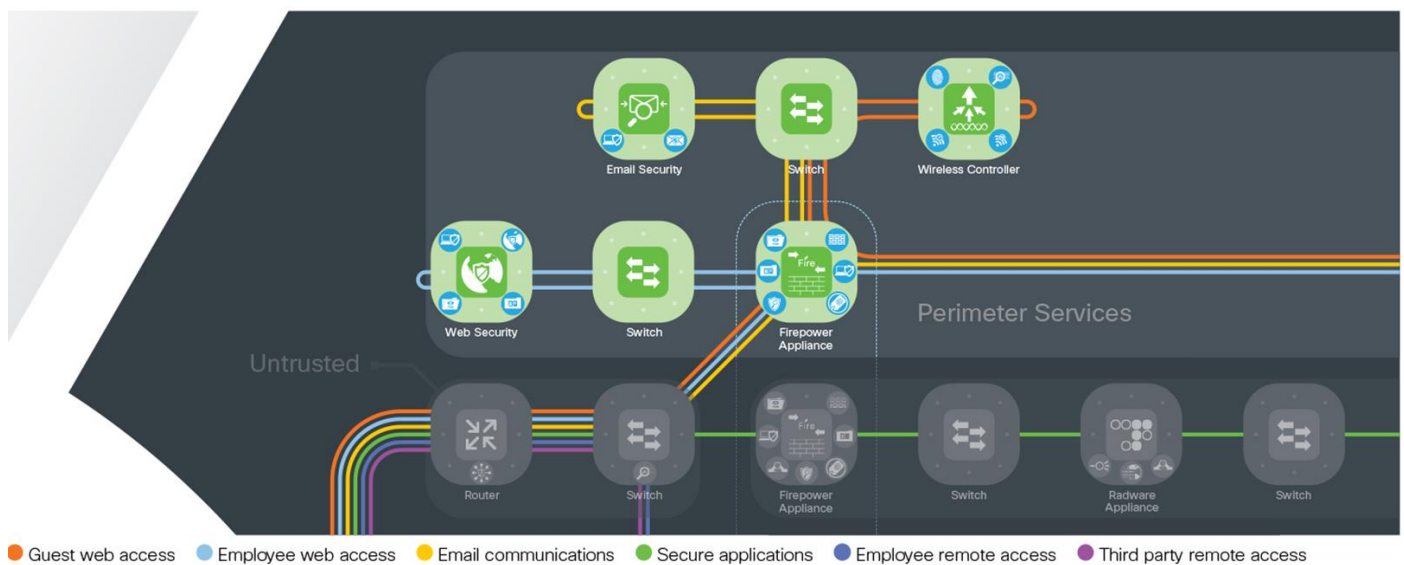 Email Security
Switch
Wireless Controller
Fire
Web Security
Switch
Firepower
Appliance
Perimeter Services
Untrusted
Fire
Router
Switch
Firepower
Appliance
Switch
Radware
Appliance
Switch
Guest web access
Employee web access
Email communications
Secure applications
Employee remote access
Third party remote access